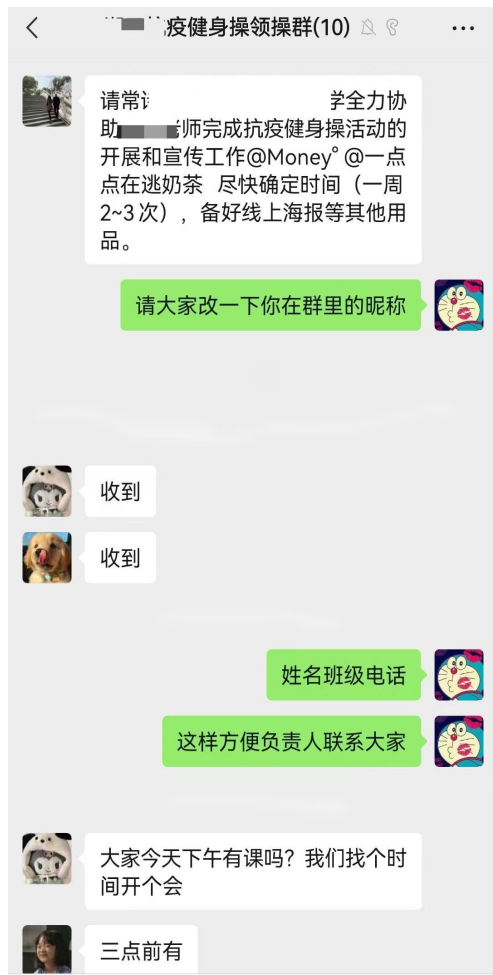 疫健身操领操群(10)
请常
学全力协
助
师完成抗疫健身操活动的
开展和宣传工作@Money° @一点
点在逃奶茶 尽快确定时间（一周
2~3次），备好线上海报等其他用
品。
请大家改一下你在群里的昵称
收到
收到
姓名班级电话
这样方便负责人联系大家
大家今天下午有课吗？我们找个时
间开个会
三点前有